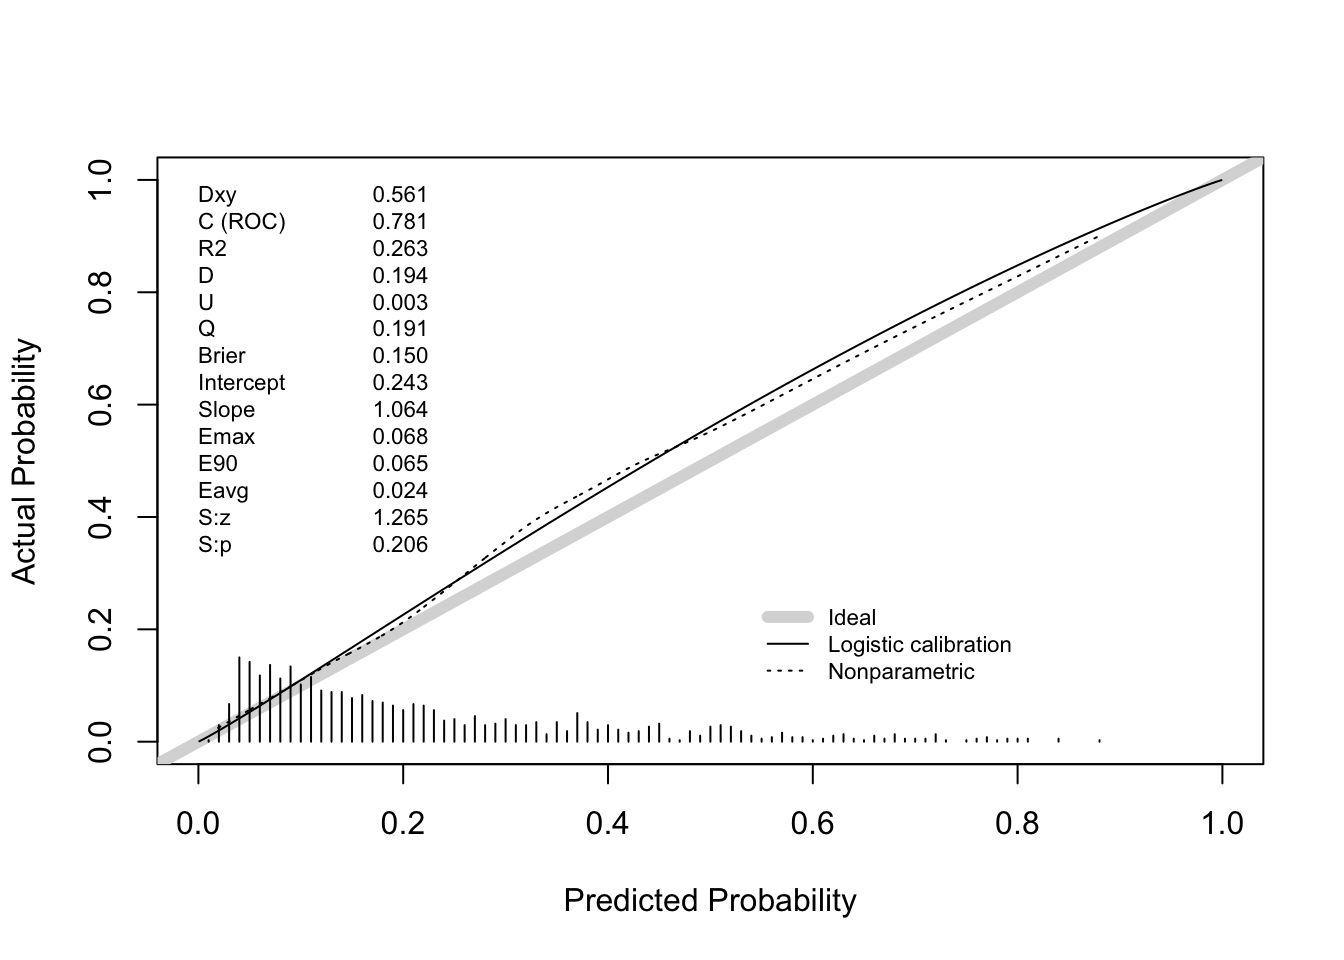 Dxy 0.561
C (ROC) 0.781
R2 0.263
D 0.194
U 0.003
Q 0.191
Brier 0.150
Intercept 0.243
Slope 1.064
Emax 0.068
E90 0.065
Eavg 0.024
S:z 1.265
S:p 0.206
Ideal
Logistic calibration
Nonparametric
Actual Probability
1.0
0.8
0.6
0.4
0.2
0.0
0.0 0.2 0.4 0.6 0.8 1.0
Predicted Probability